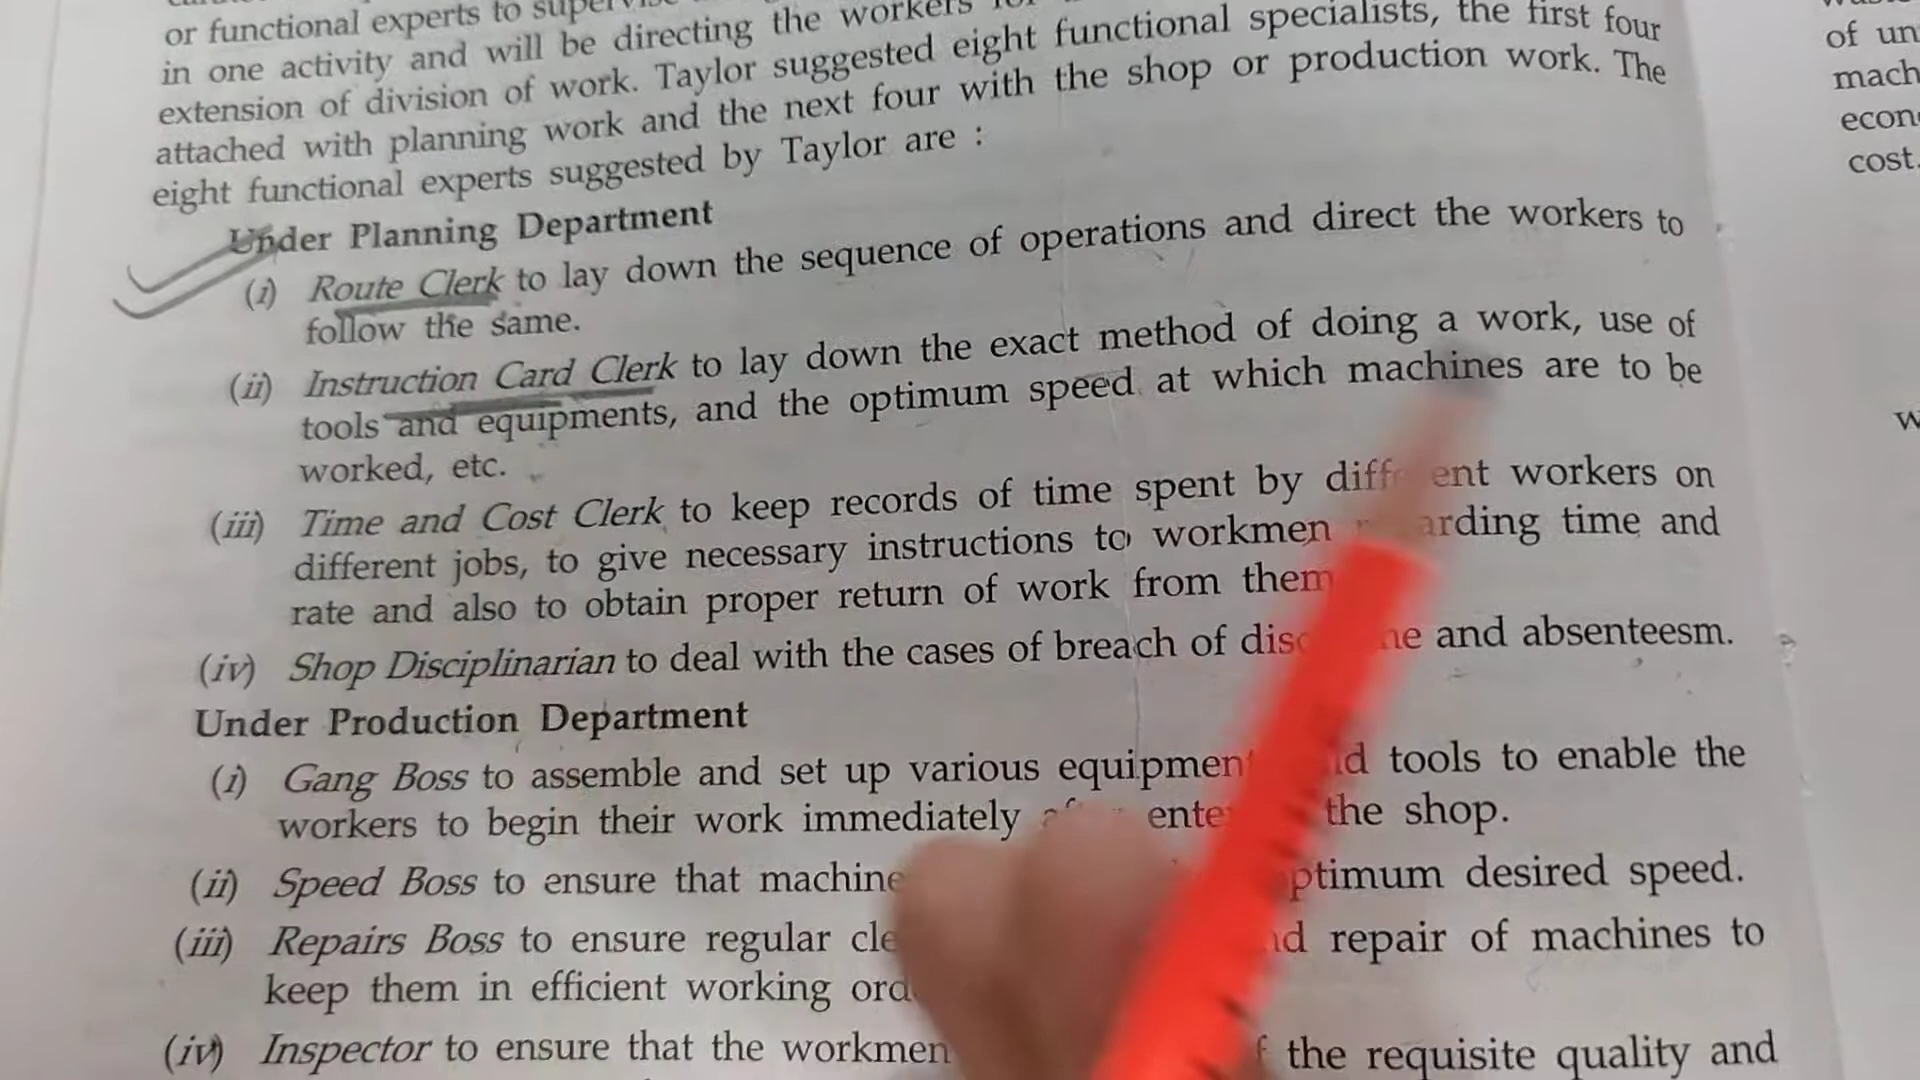 or functional experts to
in one activity and will be directing the workers
extension of division of work. Taylor suggested eight functional specialists, the first four
attached with planning work and the next four with the shop or production work. The
eight functional experts suggested by Taylor are :
Under Planning Department
(i) Route Clerk to lay down the sequence of operations and direct the workers to
follow the same.
(ii) Instruction Card Clerk to lay down the exact method of doing a work, use of
tools and equipments, and the optimum speed at which machines are to be
worked, etc.
(iii) Time and Cost Clerk to keep records of time spent by different workers on
different jobs, to give necessary instructions to workmen arding time and
rate and also to obtain proper return of work from them
(iv) Shop Disciplinarian to deal with the cases of breach of disc ne and absenteesm.
Under Production Department
(i) Gang Boss to assemble and set up various equipment d tools to enable the
workers to begin their work immediately ente the shop.
(ii) Speed Boss to ensure that machine ptimum desired speed.
(iii) Repairs Boss to ensure regular cle d repair of machines to
keep them in efficient working ord
(iv) Inspector to ensure that the workmen the requisite quality and
of un
mach
econ
cost.
w